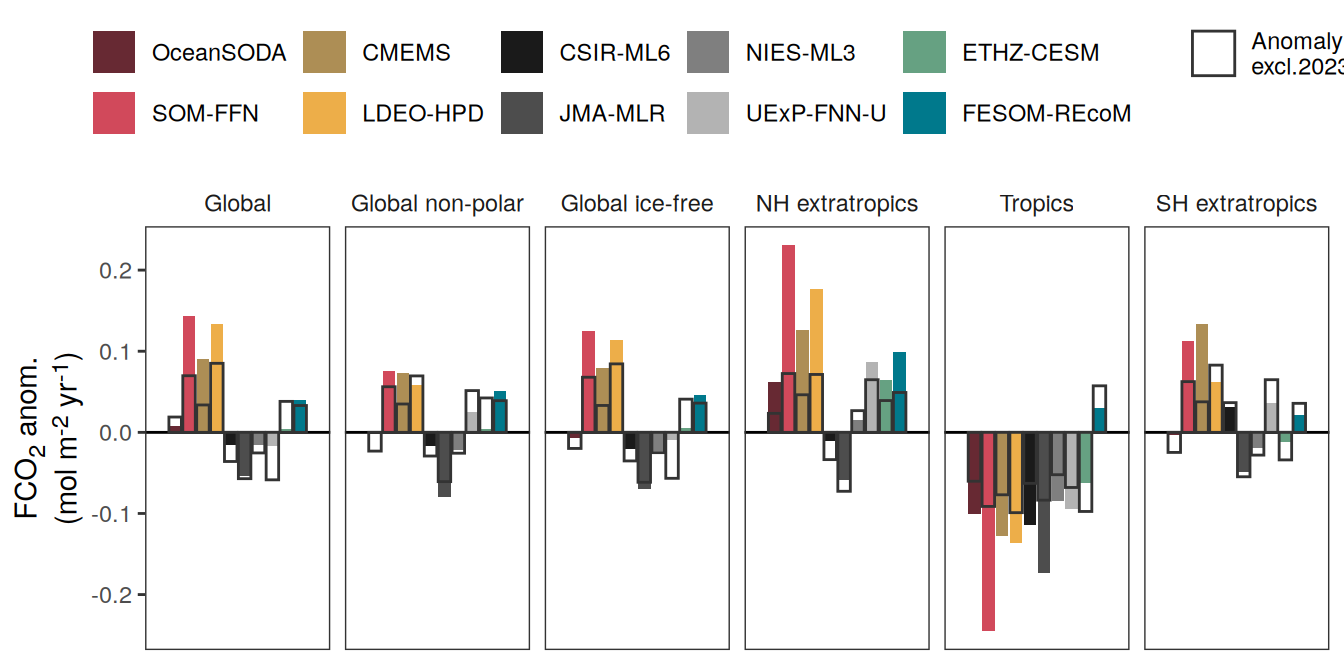 OceanSODA CMEMS CSIR-ML6 NIES-ML3 ETHZ-CESM Anomaly
excl.2023
SOM-FFN LDEO-HPD JMA-MLR UExP-FNN-U FESOM-REcoM
Global Global non-polar Global ice-free NH extratropics Tropics SH extratropics
FCO₂ anom.
(mol m⁻² yr⁻¹)
0.2
0.1
0.0
-0.1
-0.2